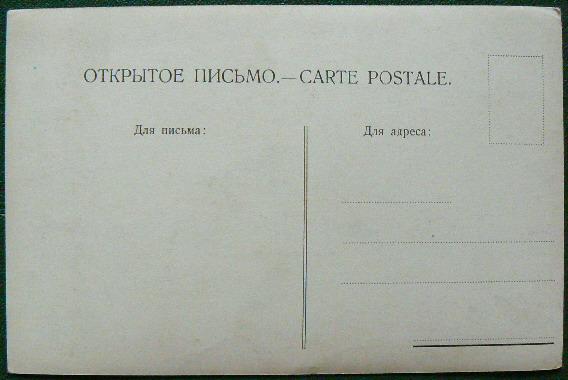 ОТКРЫТОЕ ПИСЬМО.—CARTE POSTALE.
Для письма:
Для адреса: